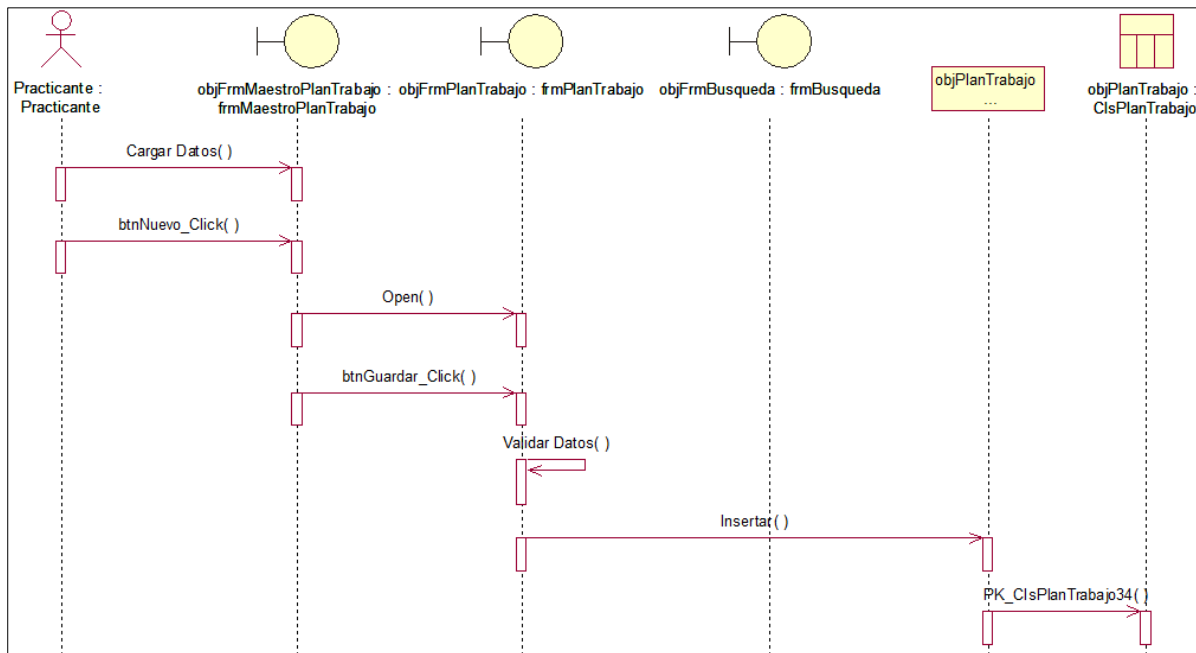 Practicante :
Practicante
objFrmMaestroPlanTrabajo :
frmMaestroPlanTrabajo
objFrmPlanTrabajo : frmPlanTrabajo
objFrmBusqueda : frmBusqueda
objPlanTrabajo
...
objPlanTrabajo :
ClsPlanTrabajo
Cargar Datos( )
btnNuevo_Click( )
Open( )
btnGuardar_Click( )
Validar Datos( )
Insertar( )
PK_ClsPlanTrabajo34( )